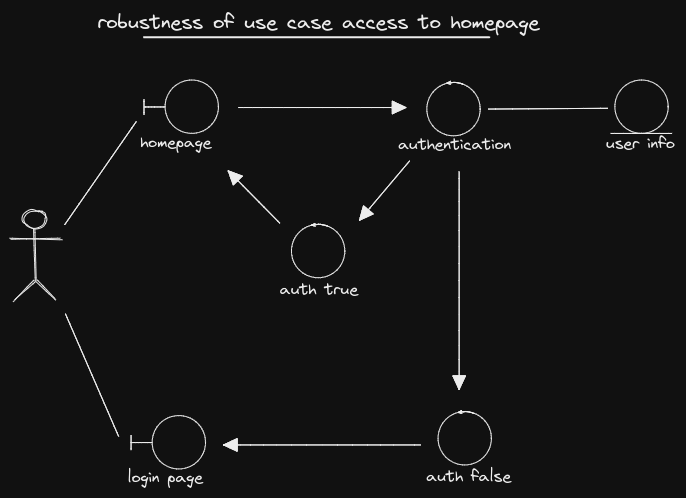 robustness of use case access to homepage
homepage
authentication
user info
auth true
login page
auth false